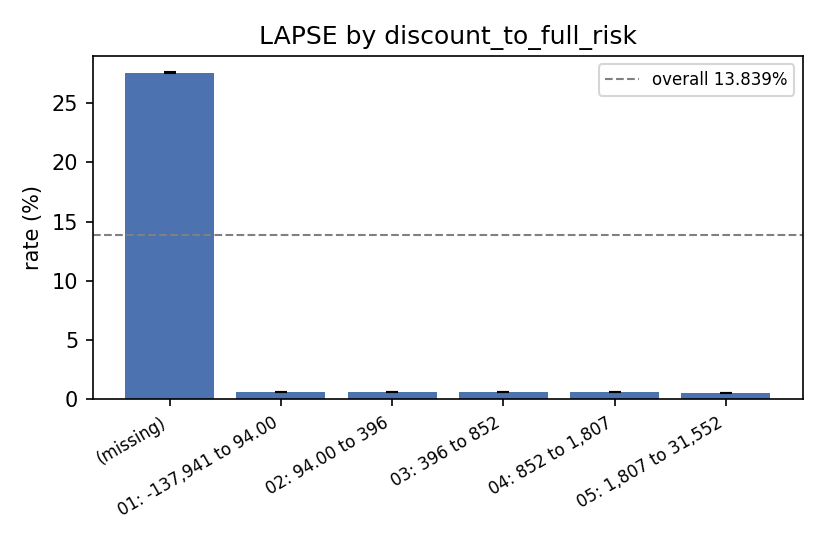 LAPSE by discount_to_full_risk
overall 13.839%
rate (%)
25
20
15
10
5
0
(missing)
01: -137,941 to 94.00
02: 94.00 to 396
03: 396 to 852
04: 852 to 1,807
05: 1,807 to 31,552